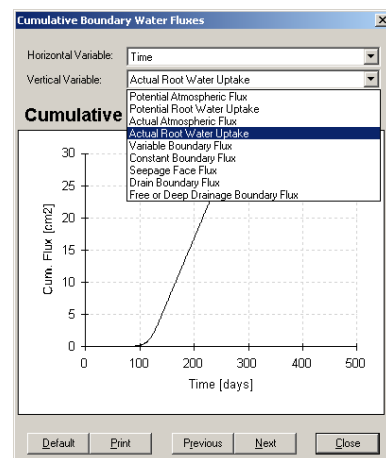 Cumulative Boundary Water Fluxes
Horizontal Variable: Time
Vertical Variable: Actual Root Water Uptake
Potential Atmospheric Flux
Potential Root Water Uptake
Actual Atmospheric Flux
Actual Root Water Uptake
Variable Boundary Flux
Constant Boundary Flux
Seepage Face Flux
Drain Boundary Flux
Free or Deep Drainage Boundary Flux
Cumulative
30
25
20
15
10
5
0
Cum. Flux [cm2]
0 100 200 300 400 500
Time [days]
Default Print Previous Next Close